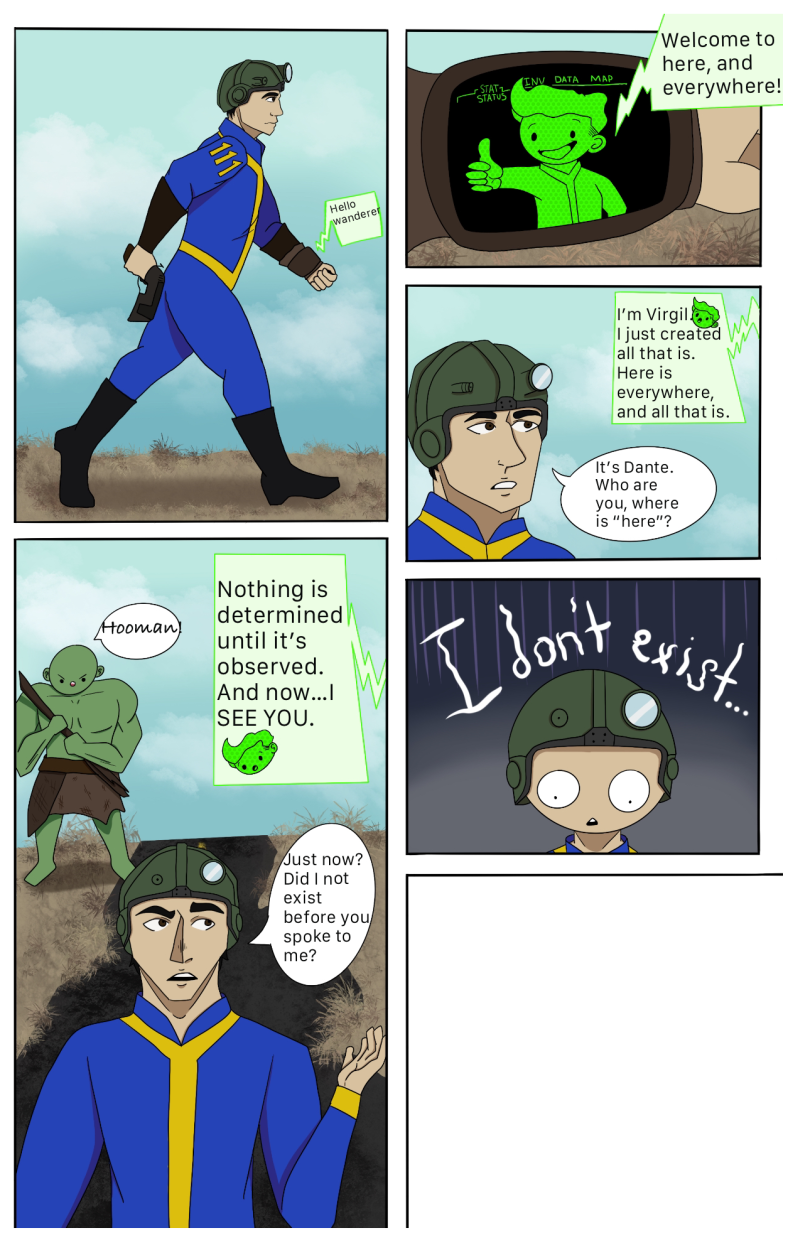 Hello
wanderer
Welcome to
here, and
everywhere!
STAT
STATUS
INV DATA MAP
I'm Virgil.
I just created
all that is.
Here is
everywhere,
and all that is.
It's Dante.
Who are
you, where
is "here"?
Hooman!
Nothing is
determined
until it's
observed.
And now...I
SEE YOU.
Just now?
Did I not
exist
before you
spoke to
me?
I don't exist...